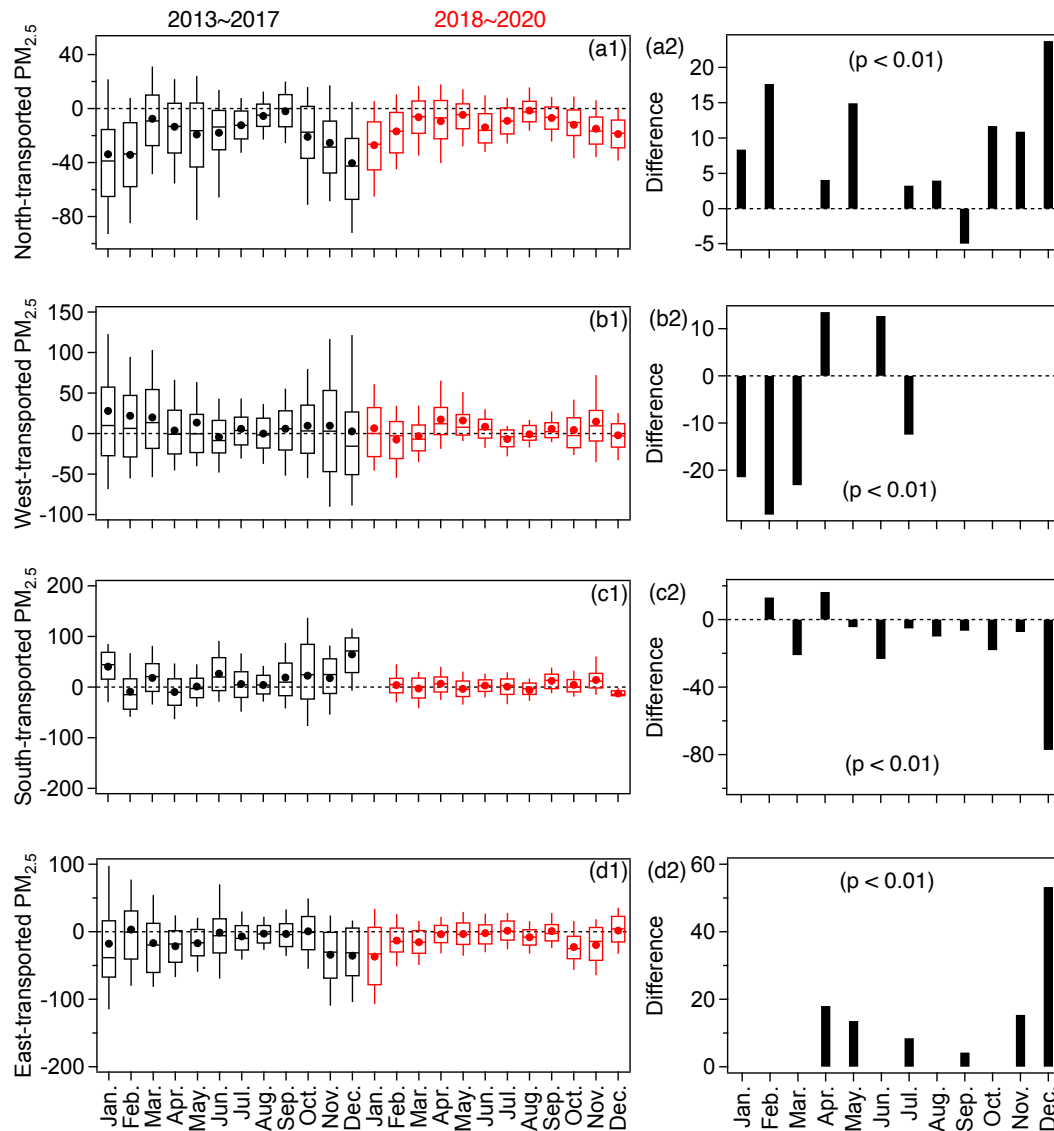 2013~2017 2018~2020
North-transported PM2.5
40
0
-40
-80
(a1)
(a2)
Difference
20
15
10
5
0
-5
(p < 0.01)
West-transported PM2.5
150
100
50
0
-50
-100
(b1)
(b2)
Difference
10
0
-10
-20
(p < 0.01)
South-transported PM2.5
200
100
0
-100
-200
(c1)
(c2)
Difference
0
-40
-80
(p < 0.01)
East-transported PM2.5
100
0
-100
-200
(d1)
(d2)
Difference
60
40
20
0
(p < 0.01)
Jan. Feb. Mar. Apr. May. Jun. Jul. Aug. Sep. Oct. Nov. Dec. Jan. Feb. Mar. Apr. May. Jun. Jul. Aug. Sep. Oct. Nov. Dec.
Jan. Feb. Mar. Apr. May. Jun. Jul. Aug. Sep. Oct. Nov. Dec.